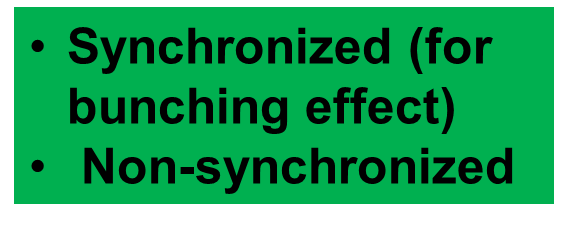 • Synchronized (for
bunching effect)
• Non-synchronized